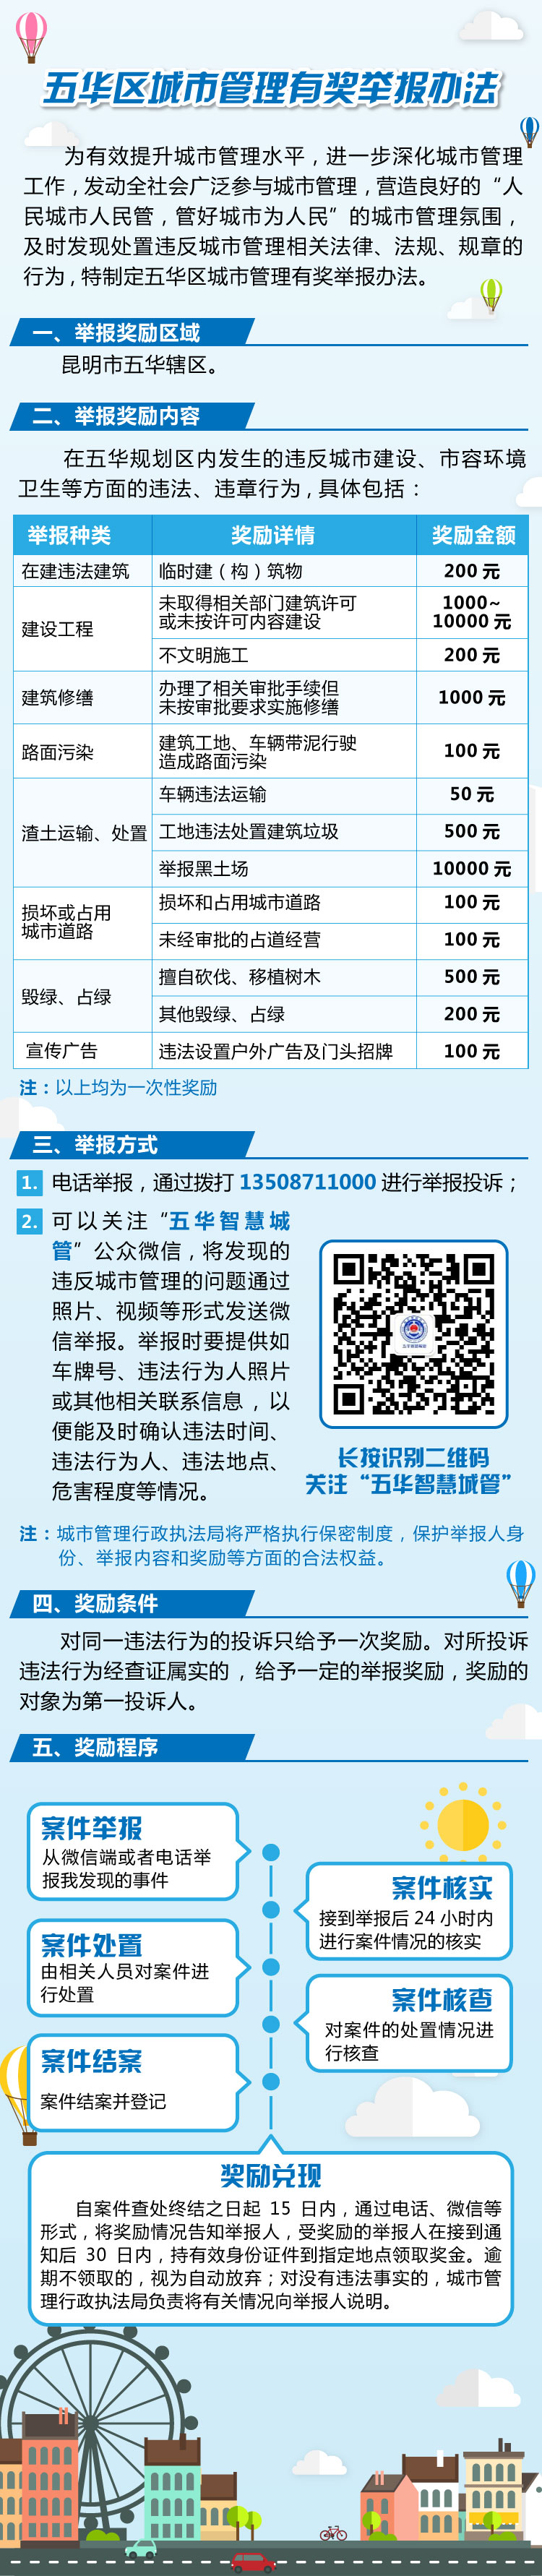 五华区城市管理有奖举报办法
为有效提升城市管理水平，进一步深化城市管理
工作，发动全社会广泛参与城市管理，营造良好的“人
民城市人民管，管好城市为人民”的城市管理氛围，
及时发现处置违反城市管理相关法律、法规、规章的
行为，特制定五华区城市管理有奖举报办法。
一、举报奖励区域
昆明市五华辖区。
二、举报奖励内容
在五华规划区内发生的违反城市建设、市容环境
卫生等方面的违法、违章行为，具体包括：
举报种类 奖励详情 奖励金额
在建违法建筑 临时建（构）筑物 200 元
建设工程
未取得相关部门建筑许可
或未按许可内容建设
1000~
10000 元
不文明施工 200 元
建筑修缮
办理了相关审批手续但
未按审批要求实施修缮
1000 元
路面污染
建筑工地、车辆带泥行驶
造成路面污染
100 元
渣土运输、处置
车辆违法运输 50 元
工地违法处置建筑垃圾 500 元
举报黑土场 10000 元
损坏或占用
城市道路
损坏和占用城市道路 100 元
未经审批的占道经营 100 元
毁绿、占绿
擅自砍伐、移植树木 500 元
其他毁绿、占绿 200 元
宣传广告 违法设置户外广告及门头招牌 100 元
注：以上均为一次性奖励
三、举报方式
1. 电话举报，通过拨打 13508711000 进行举报投诉；
2. 可以关注“五华智慧城
管”公众微信，将发现的
违反城市管理的问题通过
照片、视频等形式发送微
信举报。举报时要提供如
车牌号、违法行为人照片
或其他相关联系信息，以
便能及时确认违法时间、
违法行为人、违法地点、
危害程度等情况。
长按识别二维码
关注“五华智慧城管”
注：城市管理行政执法局将严格执行保密制度，保护举报人身
份、举报内容和奖励等方面的合法权益。
四、奖励条件
对同一违法行为的投诉只给予一次奖励。对所投诉
违法行为经查证属实的，给予一定的举报奖励，奖励的
对象为第一投诉人。
五、奖励程序
案件举报
从微信端或者电话举
报我发现的事件
案件核实
接到举报后 24 小时内
进行案件情况的核实
案件处置
由相关人员对案件进
行处置
案件核查
对案件的处置情况进
行核查
案件结案
案件结案并登记
奖励兑现
自案件查处终结之日起 15 日内，通过电话、微信等
形式，将奖励情况告知举报人，受奖励的举报人在接到通
知后 30 日内，持有效身份证件到指定地点领取奖金。逾
期不领取的，视为自动放弃；对没有违法事实的，城市管
理行政执法局负责将有关情况向举报人说明。